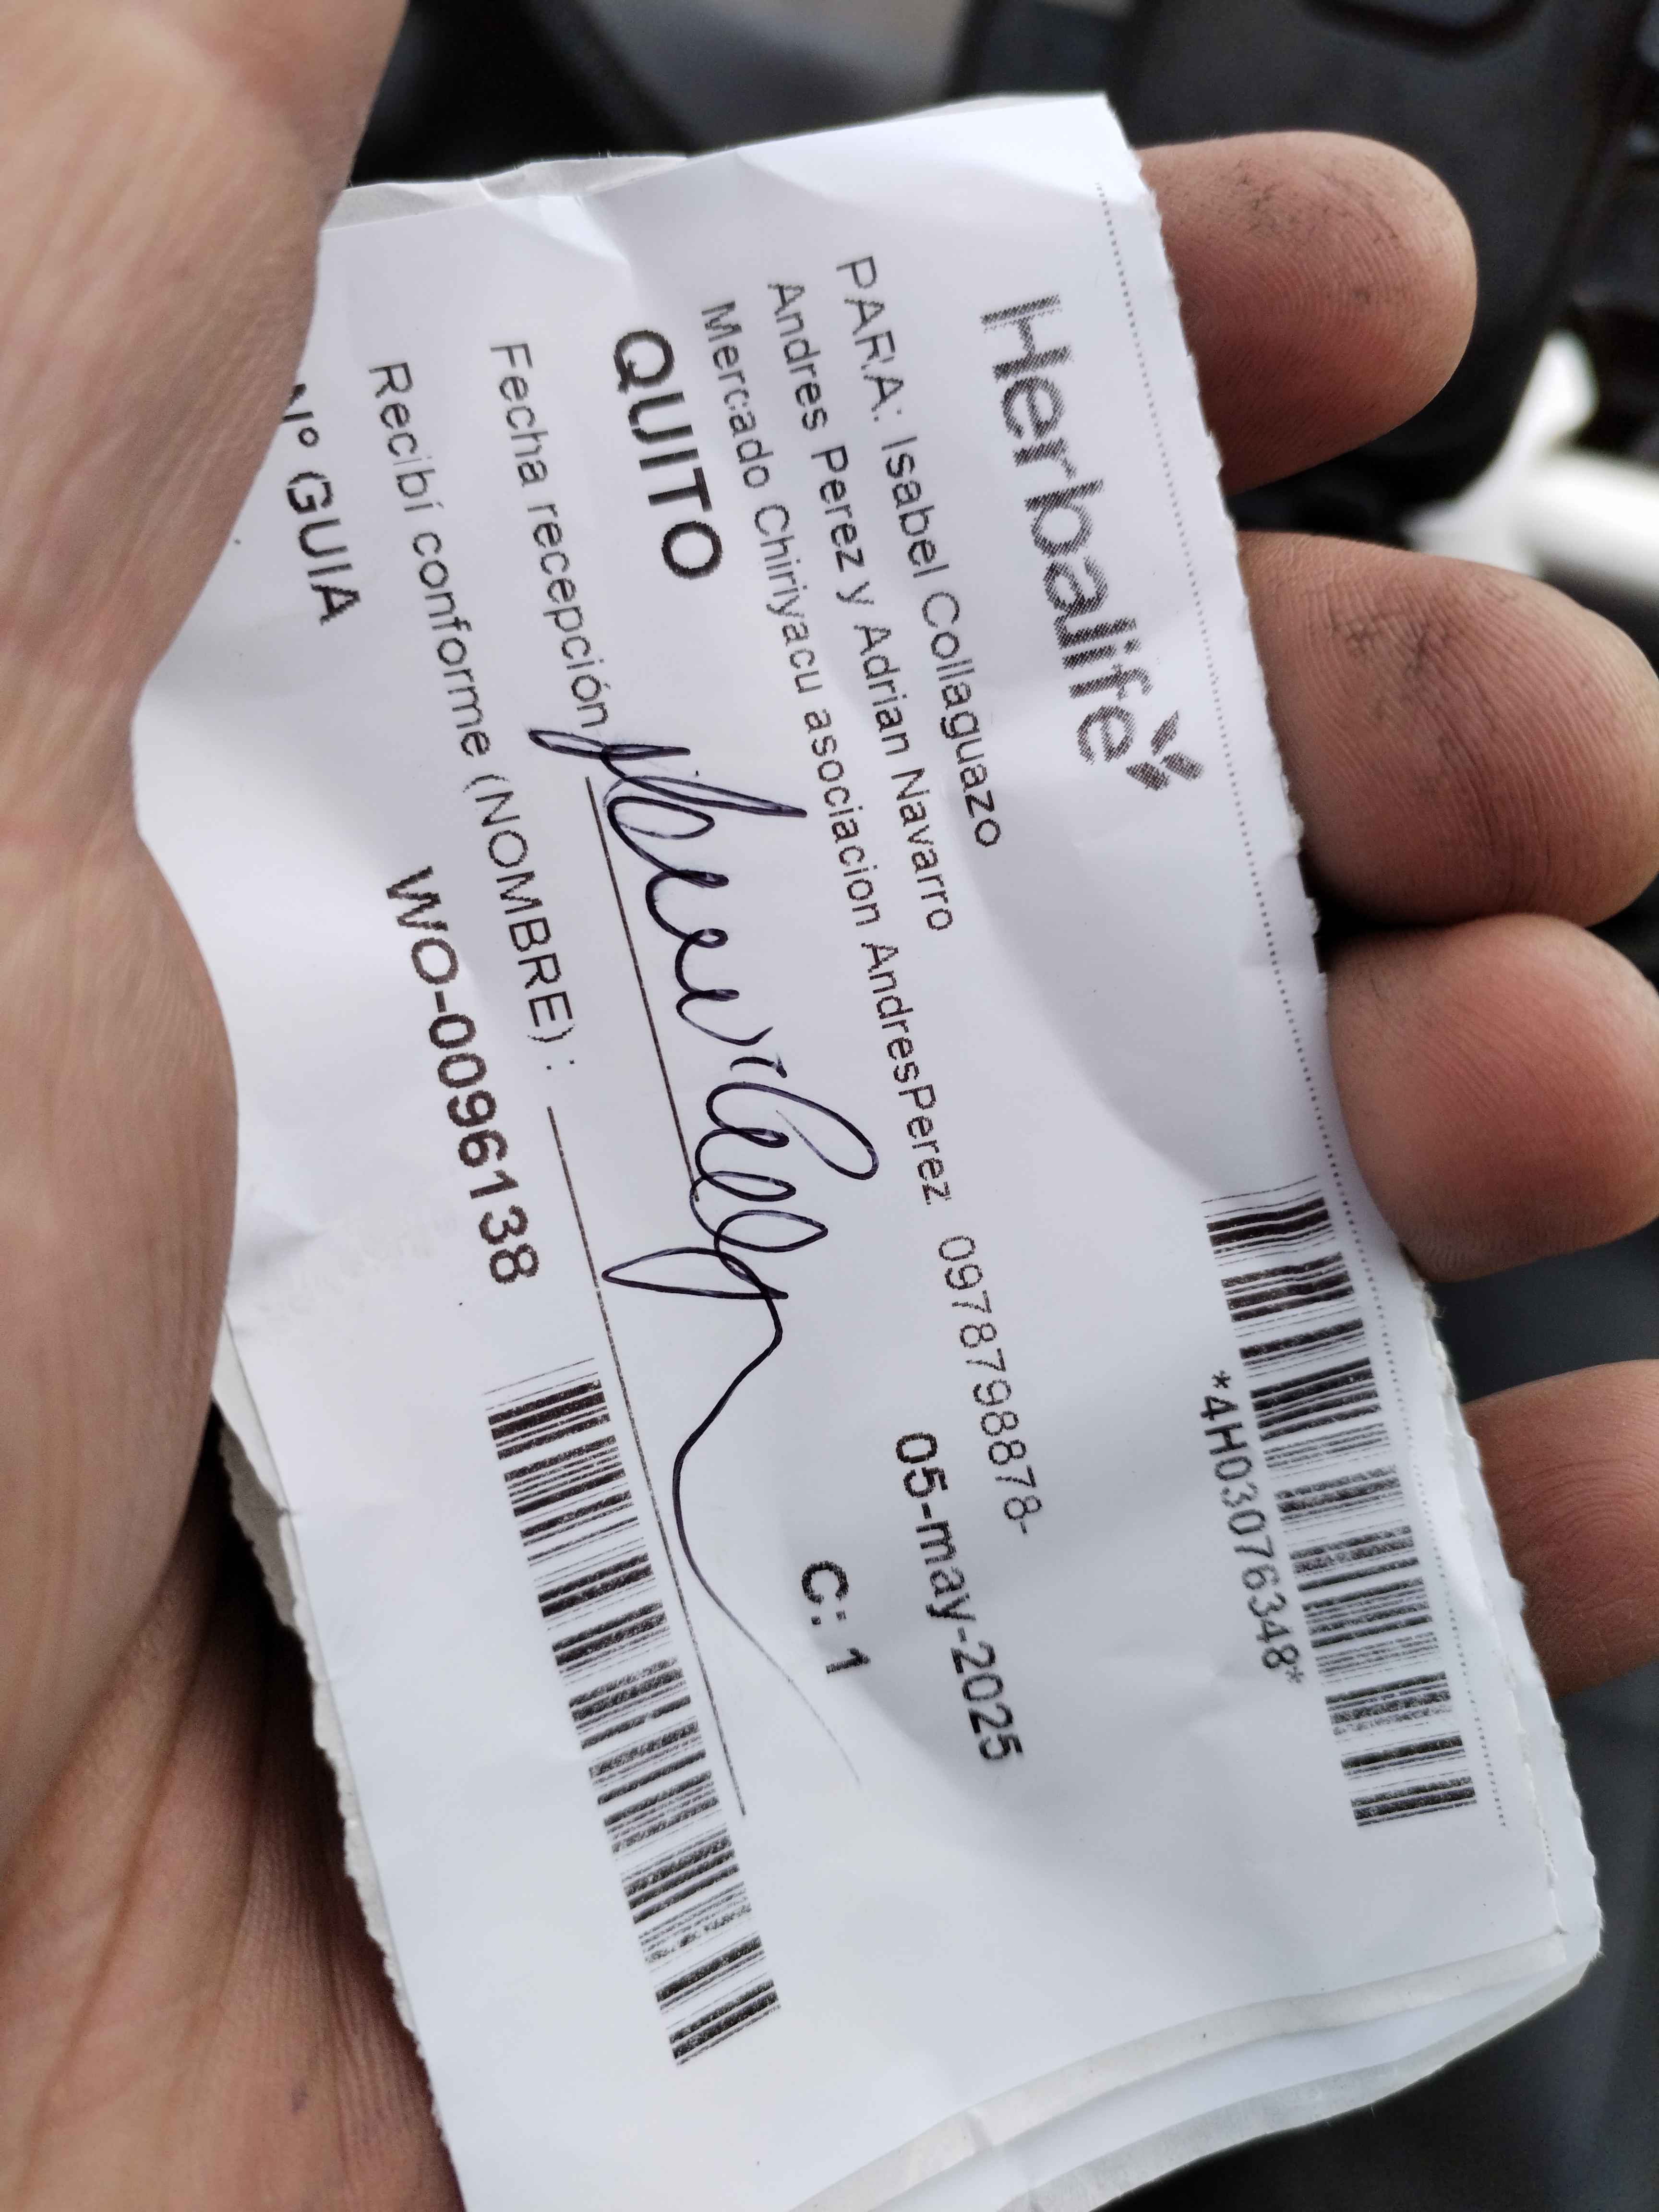 Herbalife
*4H03076348*
PARA: Isabel Collaguazo
Andres Perez y Adrian Navarro
Mercado Chiriyacu asociacion AndresPerez 0978798878-
QUITO
05-may-2025
Fecha recepción
C: 1
Recibí conforme (NOMBRE) :
N° GUIA
WO-0096138